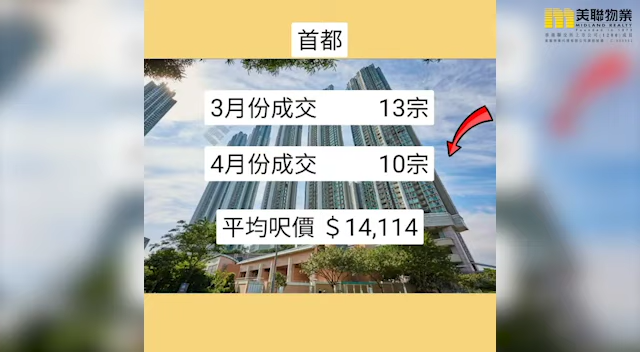 美聯物業
MIDLAND REALTY
首都
3月份成交 13宗
4月份成交 10宗
平均呎價 $14,114